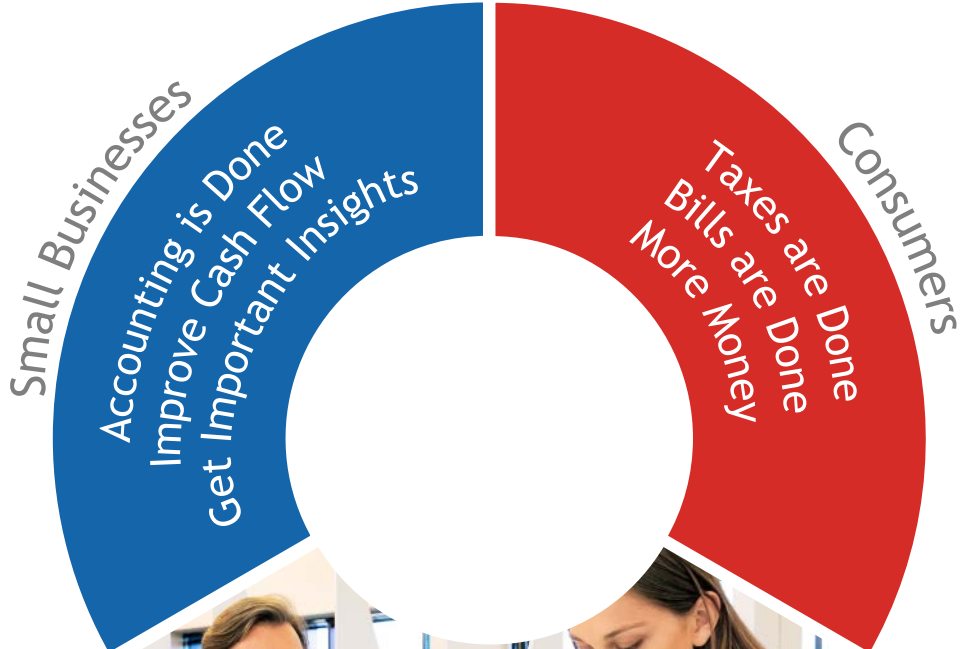 Small Businesses
Accounting is Done
Improve Cash Flow
Get Important Insights
Consumers
Taxes are Done
Bills are Done
More Money